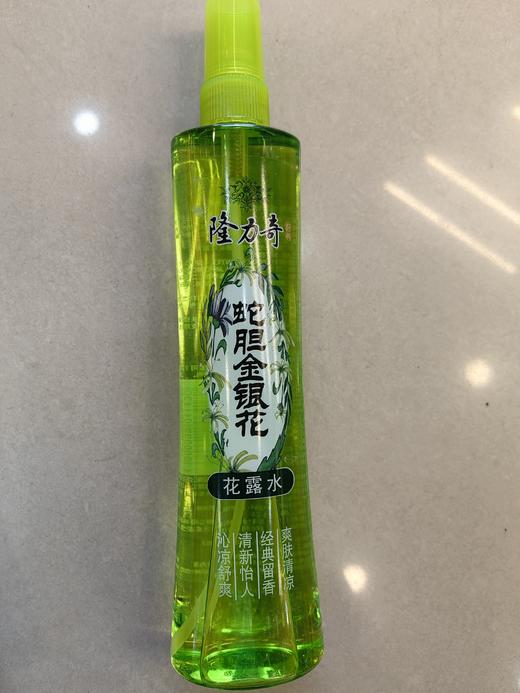 隆力奇
蛇胆金银花
花露水
爽肤清凉
经典留香
清新怡人
沁凉舒爽